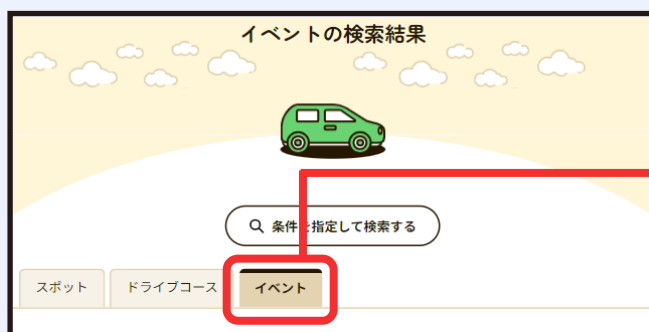 イベントの検索結果
条件を指定して検索する
スポット
ドライブコース
イベント